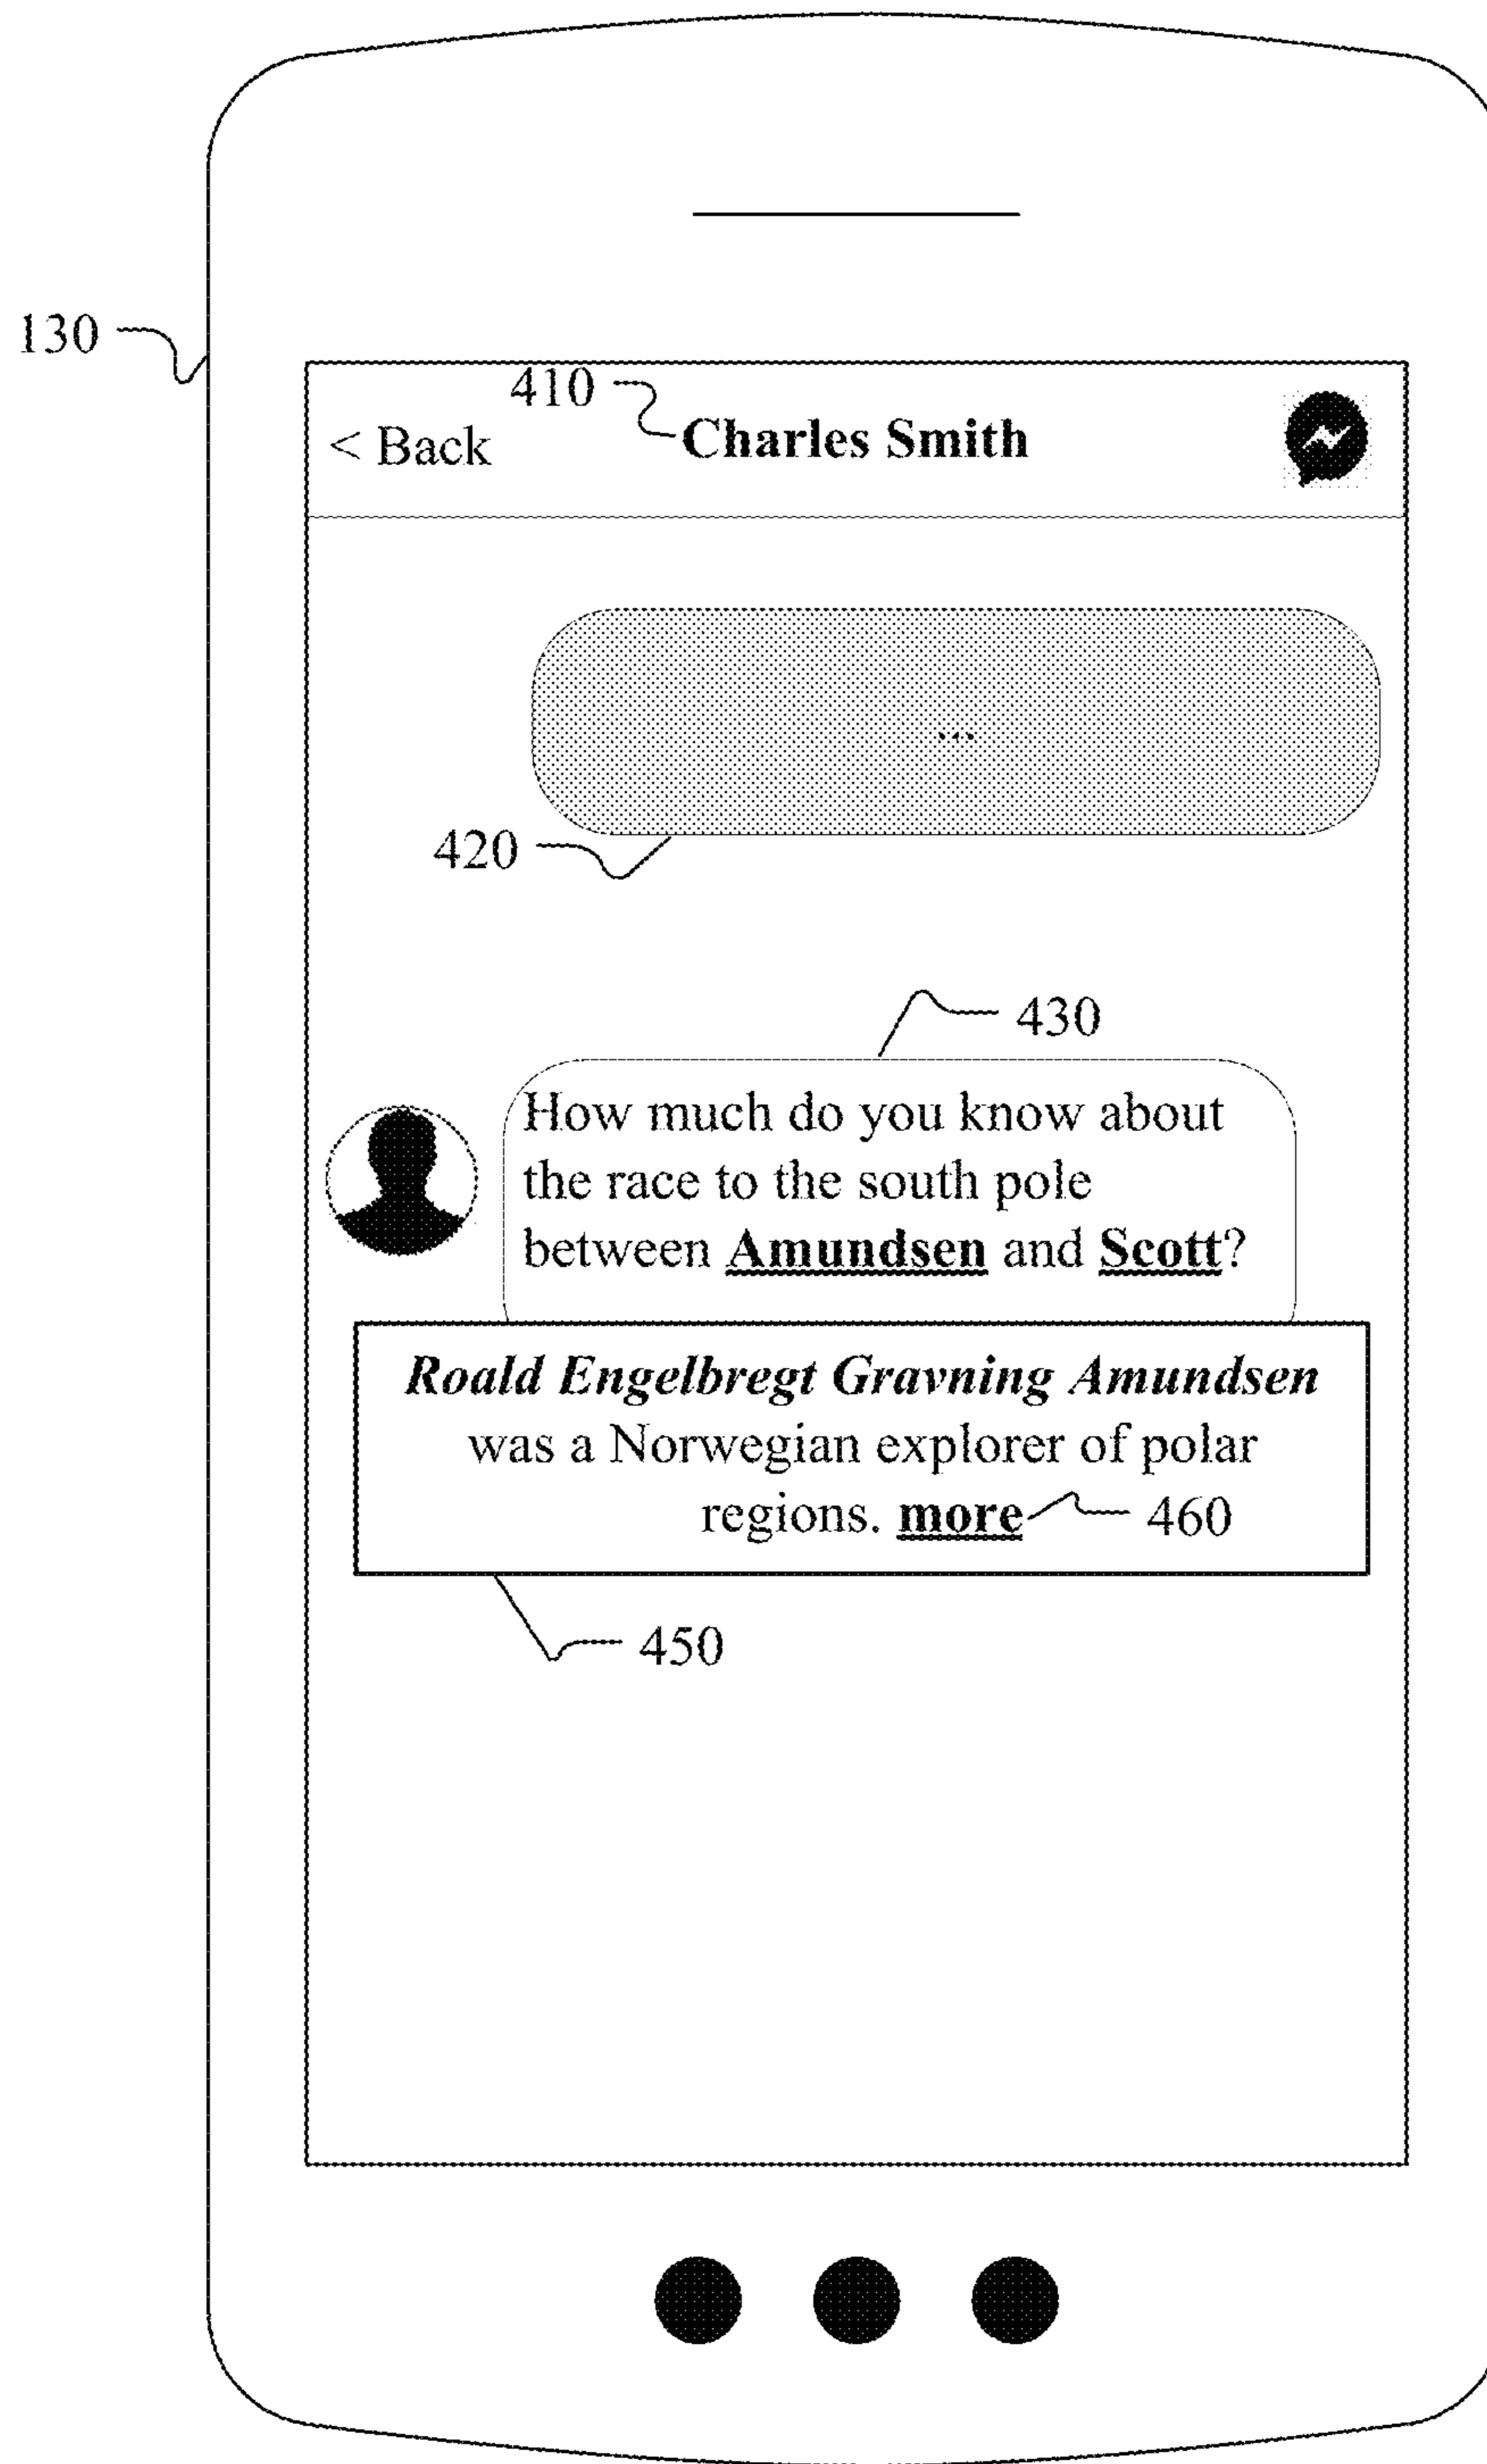 130
410
< Back Charles Smith
...
420
430
How much do you know about
the race to the south pole
between Amundsen and Scott?
Roald Engelbregt Gravning Amundsen
was a Norwegian explorer of polar
regions. more 460
450